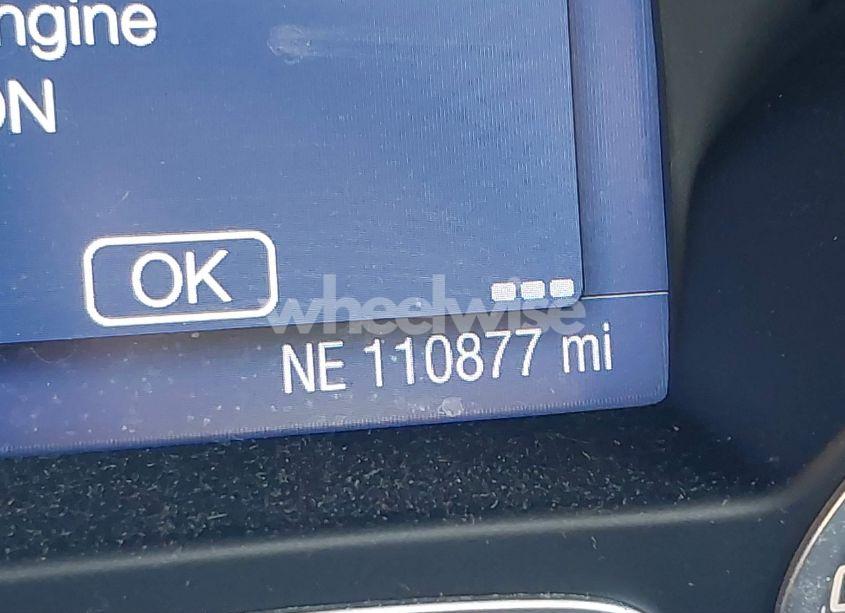 ngine
ON
OK
wheelwise
NE 110877 mi